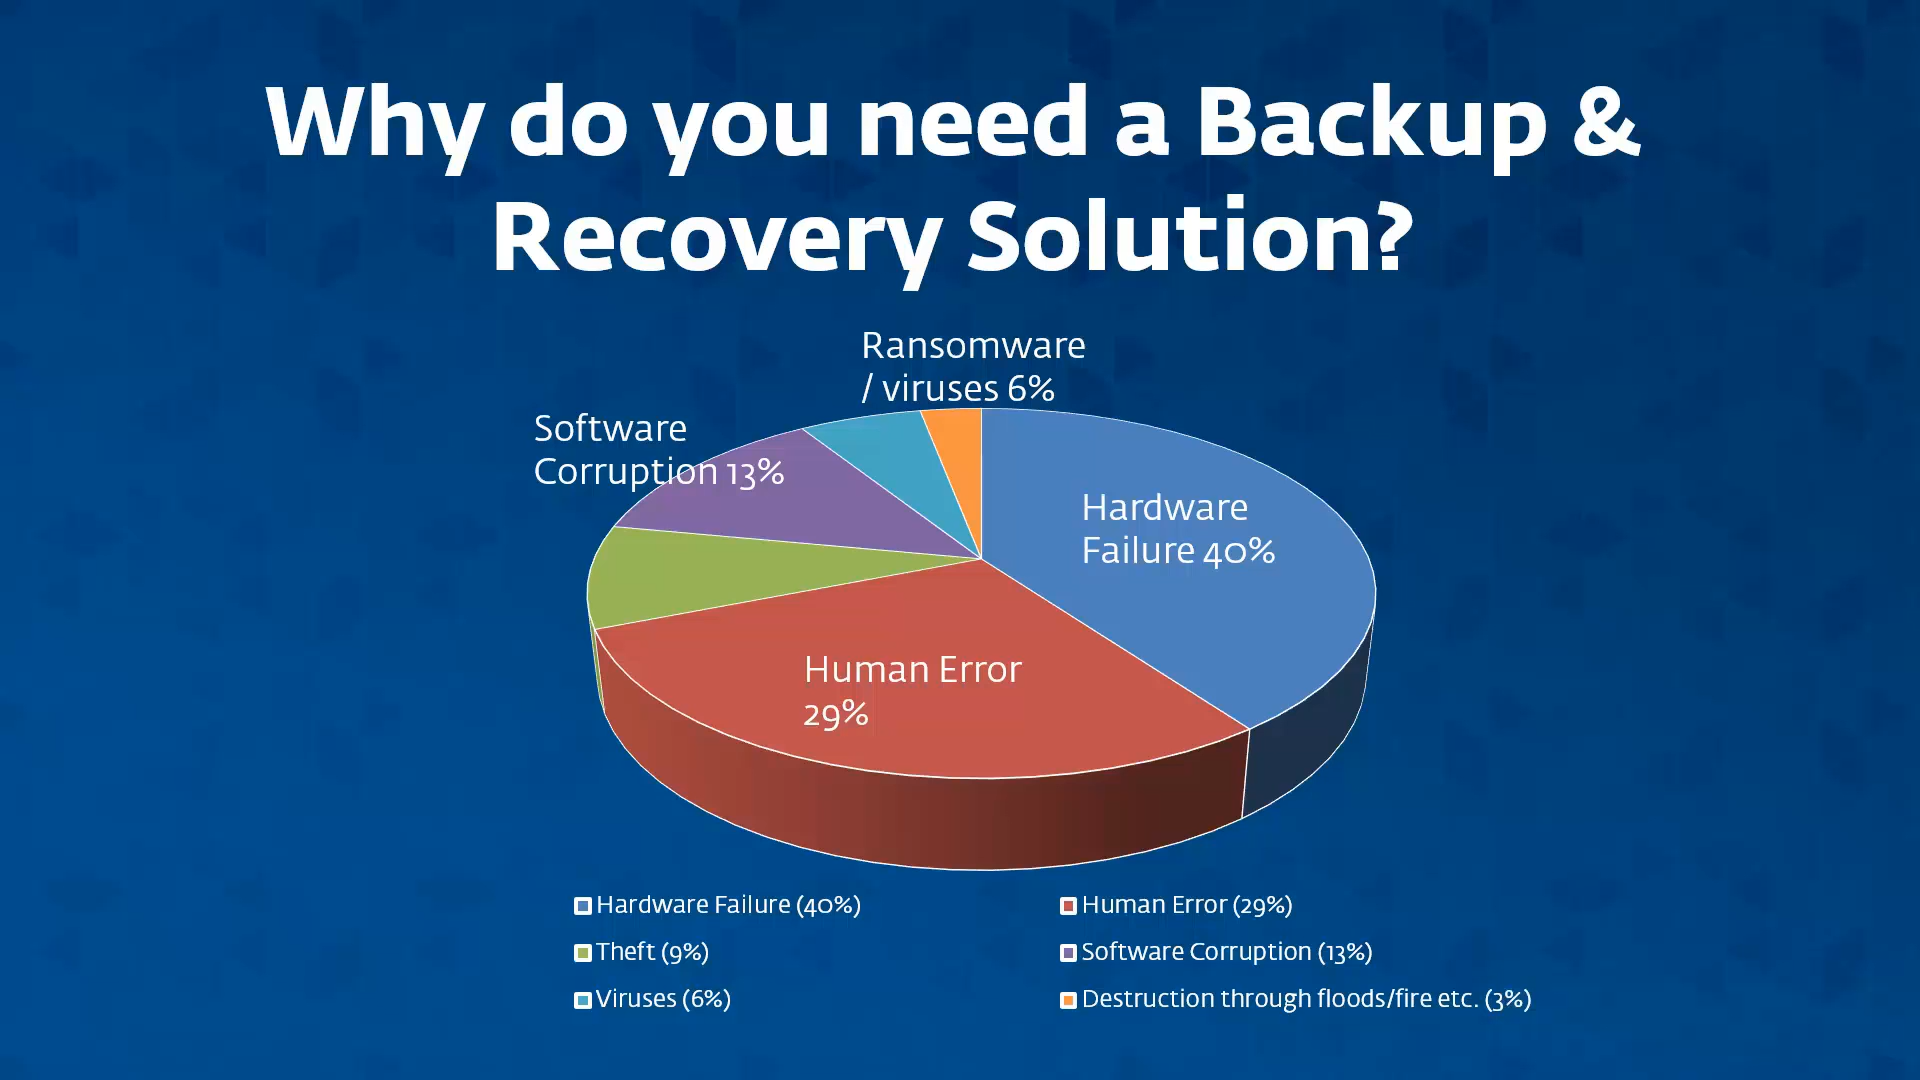 Why do you need a Backup &
Recovery Solution?
Ransomware
/ viruses 6%
Software
Corruption 13%
Hardware
Failure 40%
Human Error
29%
Hardware Failure (40%)
Human Error (29%)
Theft (9%)
Software Corruption (13%)
Viruses (6%)
Destruction through floods/fire etc. (3%)